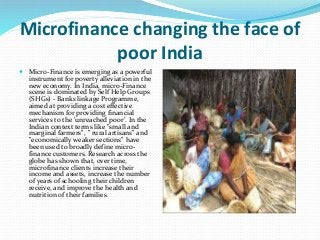 Microfinance changing the face of
poor India
Micro-Finance is emerging as a powerful
instrument for poverty alleviation in the
new economy. In India, micro-Finance
scene is dominated by Self Help Groups
(SHGs) - Banks linkage Programme,
aimed at providing a cost effective
mechanism for providing financial
services to the 'unreached poor'. In the
Indian context terms like "small and
marginal farmers", " rural artisans" and
"economically weaker sections" have
been used to broadly define micro-
finance customers. Research across the
globe has shown that, over time,
microfinance clients increase their
income and assets, increase the number
of years of schooling their children
receive, and improve the health and
nutrition of their families.